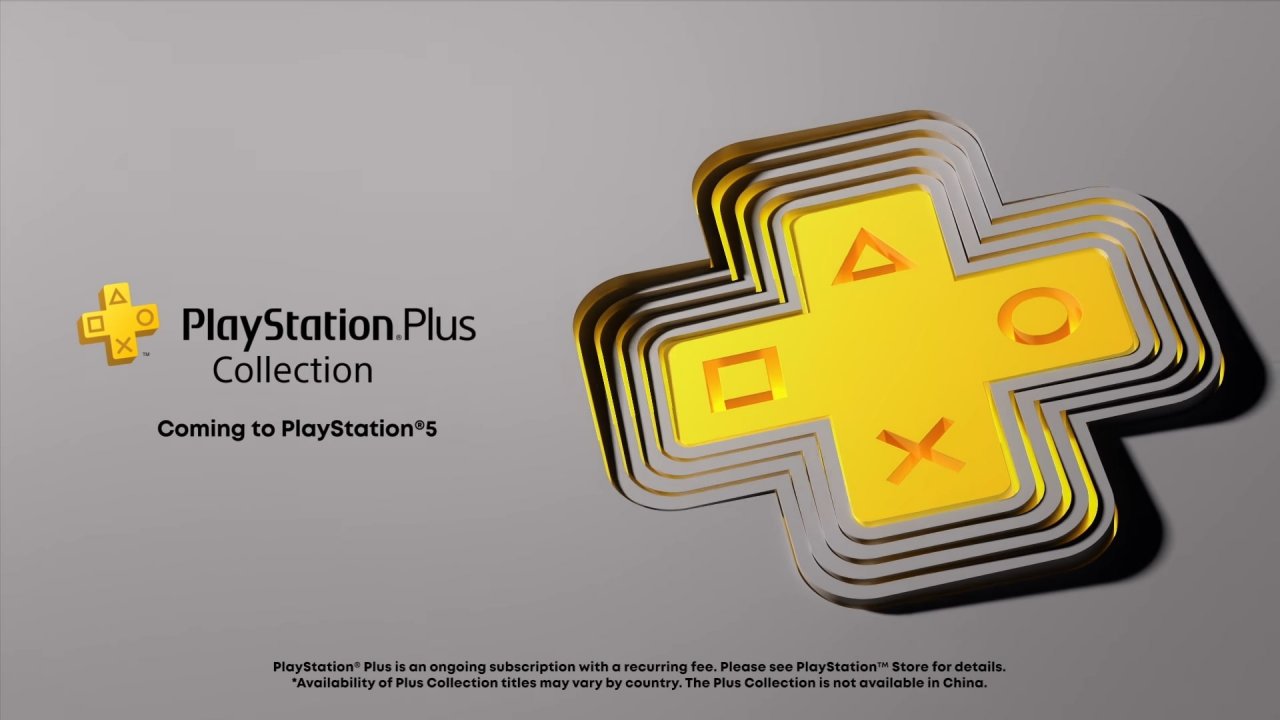 PlayStation®Plus
Collection
™
Coming to PlayStation®5
PlayStation® Plus is an ongoing subscription with a recurring fee. Please see PlayStation™ Store for details.
*Availability of Plus Collection titles may vary by country. The Plus Collection is not available in China.